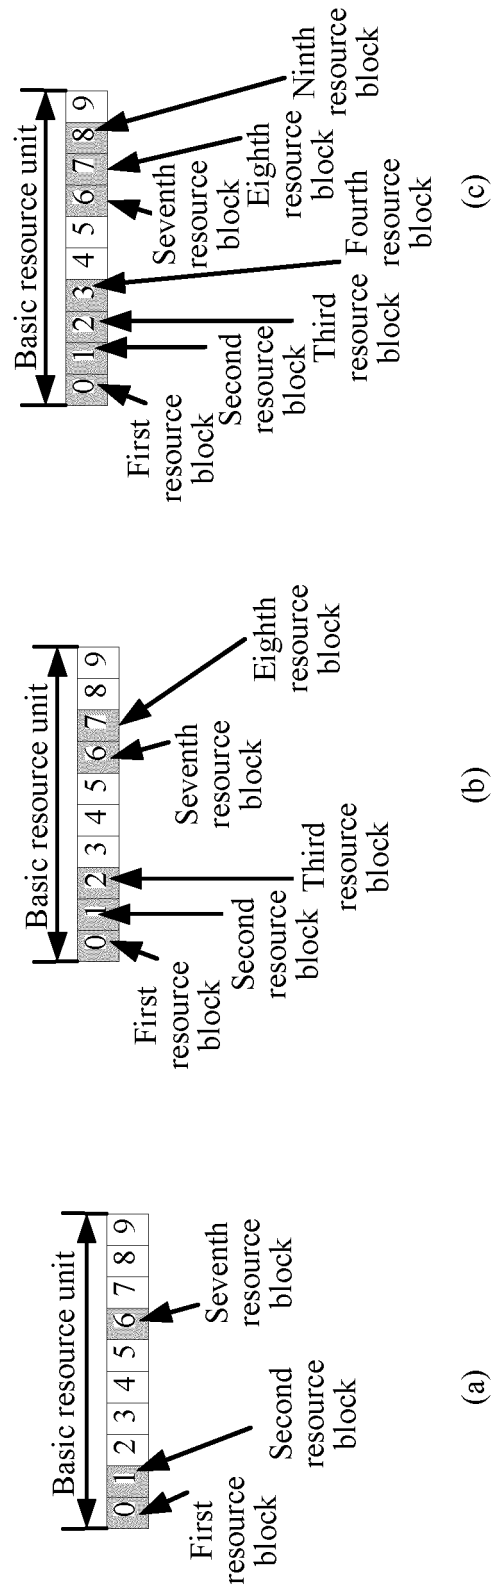 Basic resource unit
0 1 2 3 4 5 6 7 8 9
First
resource
block
Second
resource
block
Seventh
resource
block
(a)
Basic resource unit
0 1 2 3 4 5 6 7 8 9
First
resource
block
Second
resource
block
Third
resource
block
Seventh
resource
block
Eighth
resource
block
(b)
Basic resource unit
0 1 2 3 4 5 6 7 8 9
First
resource
block
Second
resource
block
Third
resource
block
Fourth
resource
block
Seventh
resource
block
Eighth
resource
block
Ninth
resource
block
(c)